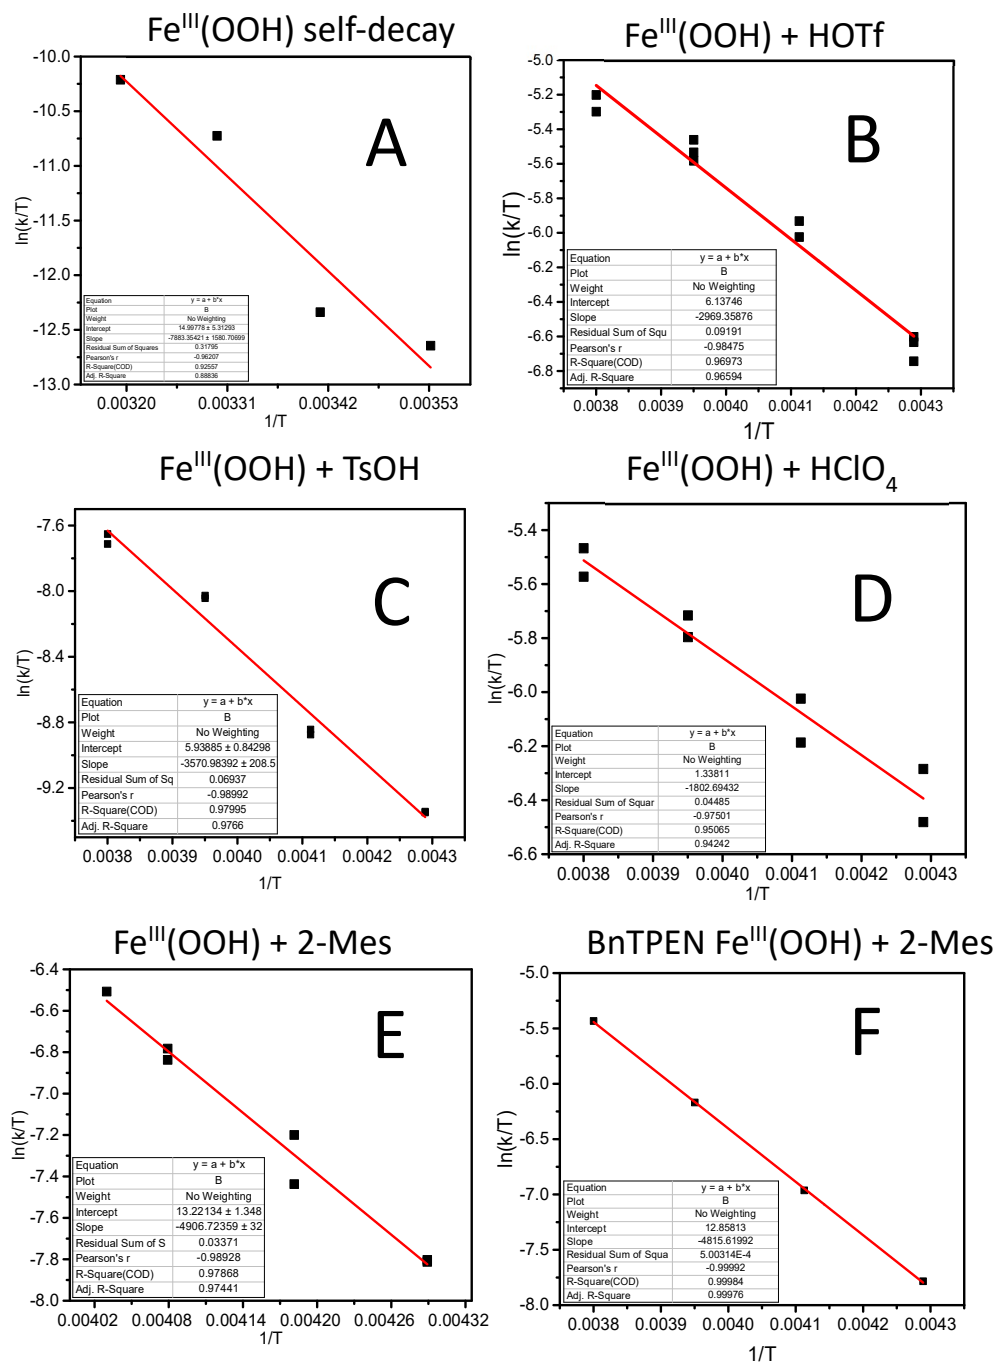 Fe^III(OOH) self-decay
A
ln(k/T)
-10.0
-10.5
-11.0
-11.5
-12.0
-12.5
-13.0
Equation y = a + b*x
Plot B
Weight No Weighting
Intercept 14.99778 ± 5.31293
Slope -7883.35421 ± 1580.70699
Residual Sum of Squares 0.31795
Pearson's r -0.96207
R-Square(COD) 0.92557
Adj. R-Square 0.88836
0.00320 0.00331 0.00342 0.00353
1/T
Fe^III(OOH) + HOTf
B
ln(k/T)
-5.0
-5.2
-5.4
-5.6
-5.8
-6.0
-6.2
-6.4
-6.6
-6.8
Equation y = a + b*x
Plot B
Weight No Weighting
Intercept 6.13746
Slope -2969.35876
Residual Sum of Squ 0.09191
Pearson's r -0.98475
R-Square(COD) 0.96973
Adj. R-Square 0.96594
0.0038 0.0039 0.0040 0.0041 0.0042 0.0043
1/T
Fe^III(OOH) + TsOH
C
ln(k/T)
-7.6
-8.0
-8.4
-8.8
-9.2
Equation y = a + b*x
Plot B
Weight No Weighting
Intercept 5.93885 ± 0.84298
Slope -3570.98392 ± 208.5
Residual Sum of Sq 0.06937
Pearson's r -0.98992
R-Square(COD) 0.97995
Adj. R-Square 0.9766
0.0038 0.0039 0.0040 0.0041 0.0042 0.0043
1/T
Fe^III(OOH) + HClO₄
D
ln(k/T)
-5.4
-5.6
-5.8
-6.0
-6.2
-6.4
-6.6
Equation y = a + b*x
Plot B
Weight No Weighting
Intercept 1.33811
Slope -1802.69432
Residual Sum of Squar 0.04485
Pearson's r -0.97501
R-Square(COD) 0.95065
Adj. R-Square 0.94242
0.0038 0.0039 0.0040 0.0041 0.0042 0.0043
1/T
Fe^III(OOH) + 2-Mes
E
ln(k/T)
-6.4
-6.6
-6.8
-7.0
-7.2
-7.4
-7.6
-7.8
-8.0
Equation y = a + b*x
Plot B
Weight No Weighting
Intercept 13.22134 ± 1.348
Slope -4906.72359 ± 32
Residual Sum of S 0.03371
Pearson's r -0.98928
R-Square(COD) 0.97868
Adj. R-Square 0.97441
0.00402 0.00408 0.00414 0.00420 0.00426 0.00432
1/T
BnTPEN Fe^III(OOH) + 2-Mes
F
ln(k/T)
-5.0
-5.5
-6.0
-6.5
-7.0
-7.5
-8.0
Equation y = a + b*x
Plot B
Weight No Weighting
Intercept 12.85813
Slope -4815.61992
Residual Sum of Squa 5.00314E-4
Pearson's r -0.99992
R-Square(COD) 0.99984
Adj. R-Square 0.99976
0.0038 0.0039 0.0040 0.0041 0.0042 0.0043
1/T